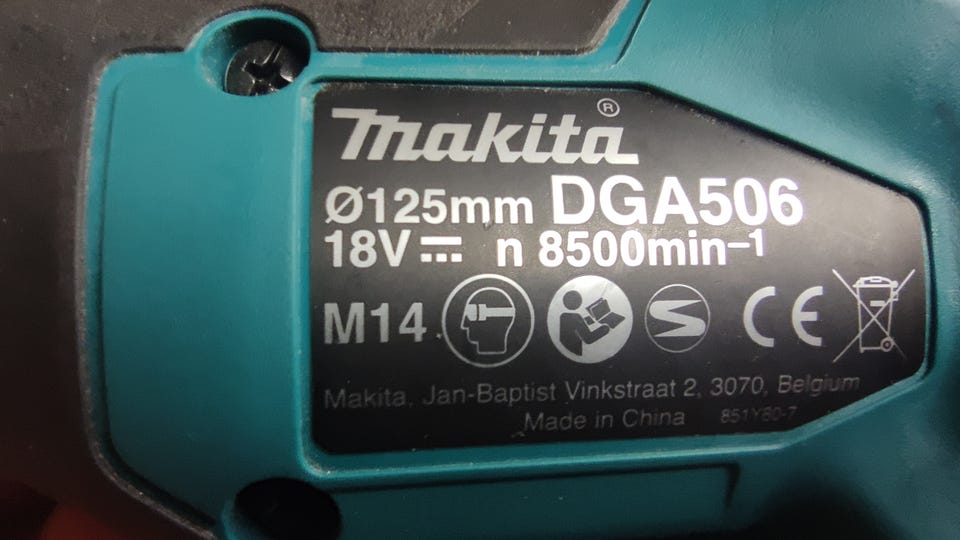 makita®
Ø125mm DGA506
18V⎓ n 8500min⁻¹
M14 CE
Makita, Jan-Baptist Vinkstraat 2, 3070, Belgium
Made in China 851Y80-7